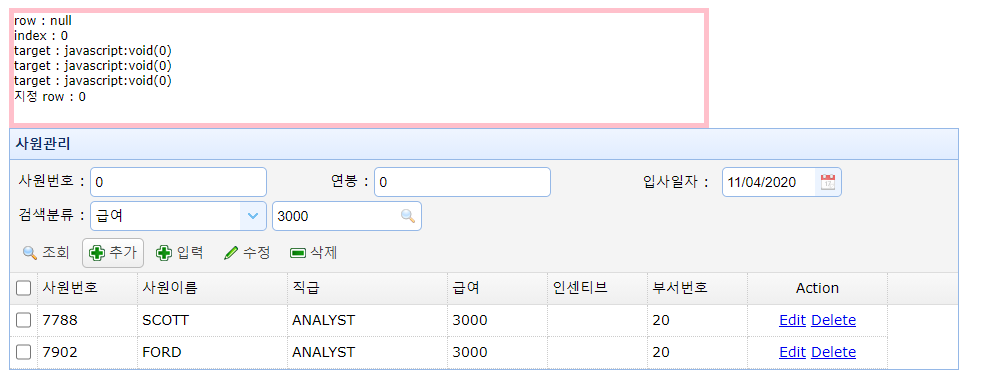 row : null
index : 0
target : javascript:void(0)
target : javascript:void(0)
target : javascript:void(0)
지정 row : 0
사원관리
사원번호 : 0 연봉 : 0 입사일자 : 11/04/2020
검색분류 : 급여 3000
조회 추가 입력 수정 삭제
사원번호 사원이름 직급 급여 인센티브 부서번호 Action
7788 SCOTT ANALYST 3000 20 Edit Delete
7902 FORD ANALYST 3000 20 Edit Delete